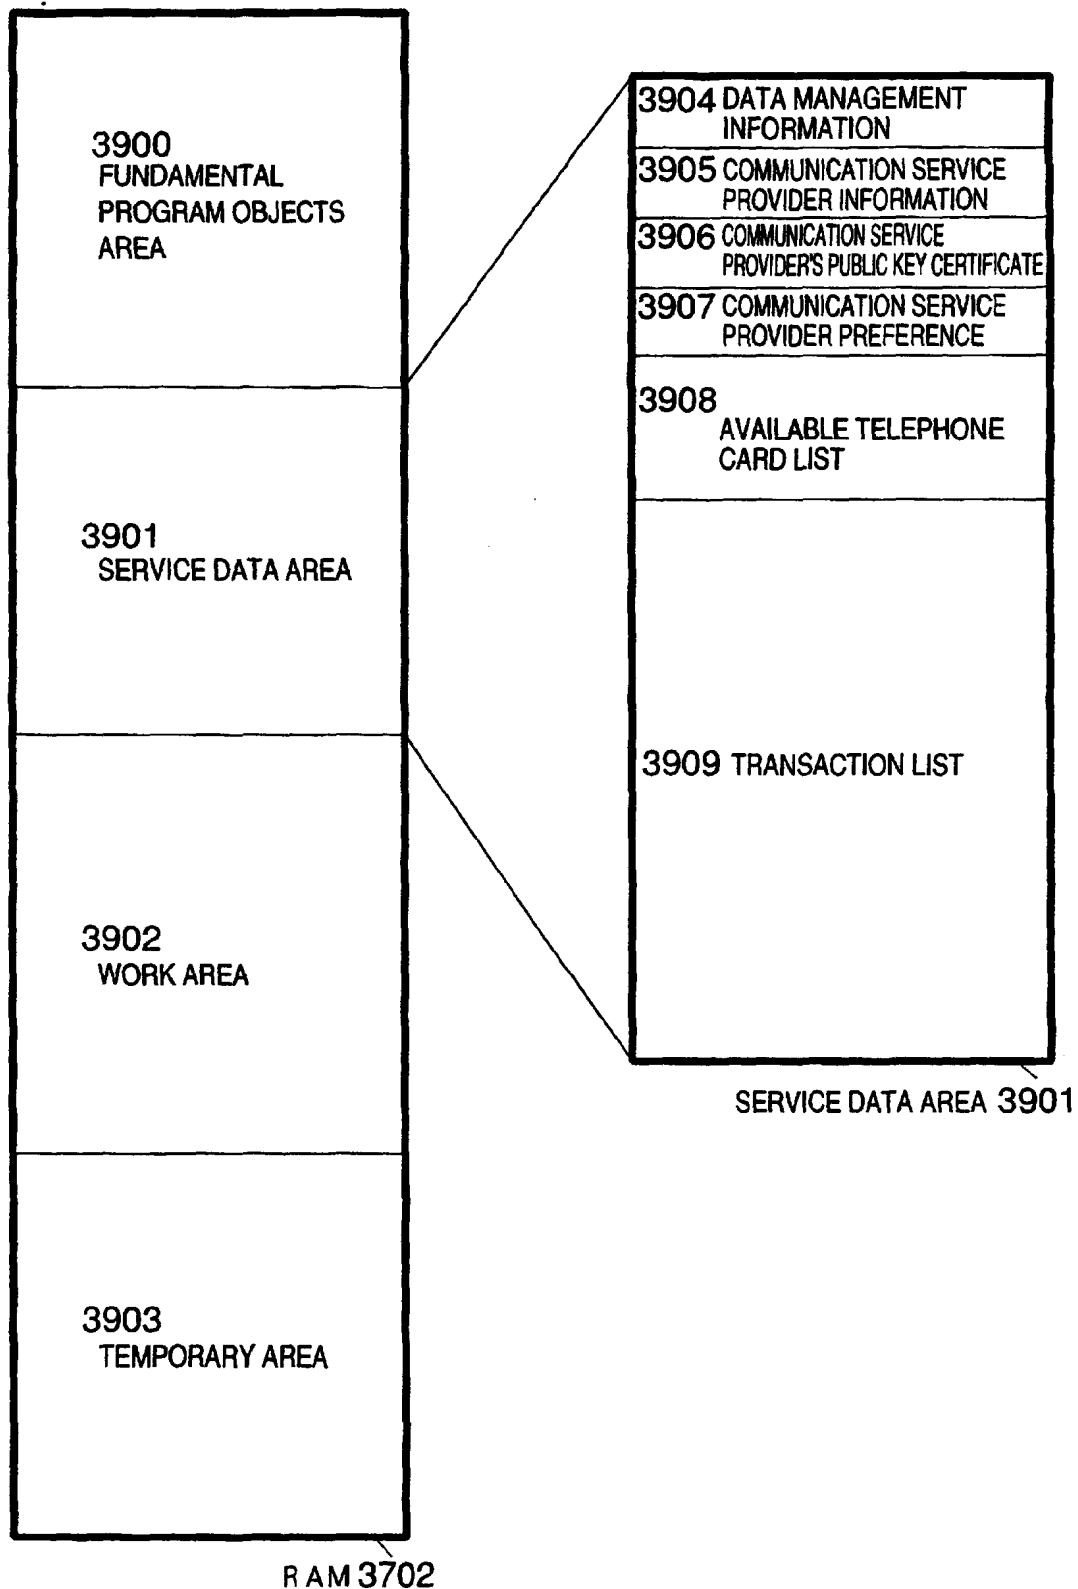 3900
FUNDAMENTAL
PROGRAM OBJECTS
AREA
3901
SERVICE DATA AREA
3902
WORK AREA
3903
TEMPORARY AREA
RAM 3702
3904 DATA MANAGEMENT
INFORMATION
3905 COMMUNICATION SERVICE
PROVIDER INFORMATION
3906 COMMUNICATION SERVICE
PROVIDER'S PUBLIC KEY CERTIFICATE
3907 COMMUNICATION SERVICE
PROVIDER PREFERENCE
3908
AVAILABLE TELEPHONE
CARD LIST
3909 TRANSACTION LIST
SERVICE DATA AREA 3901